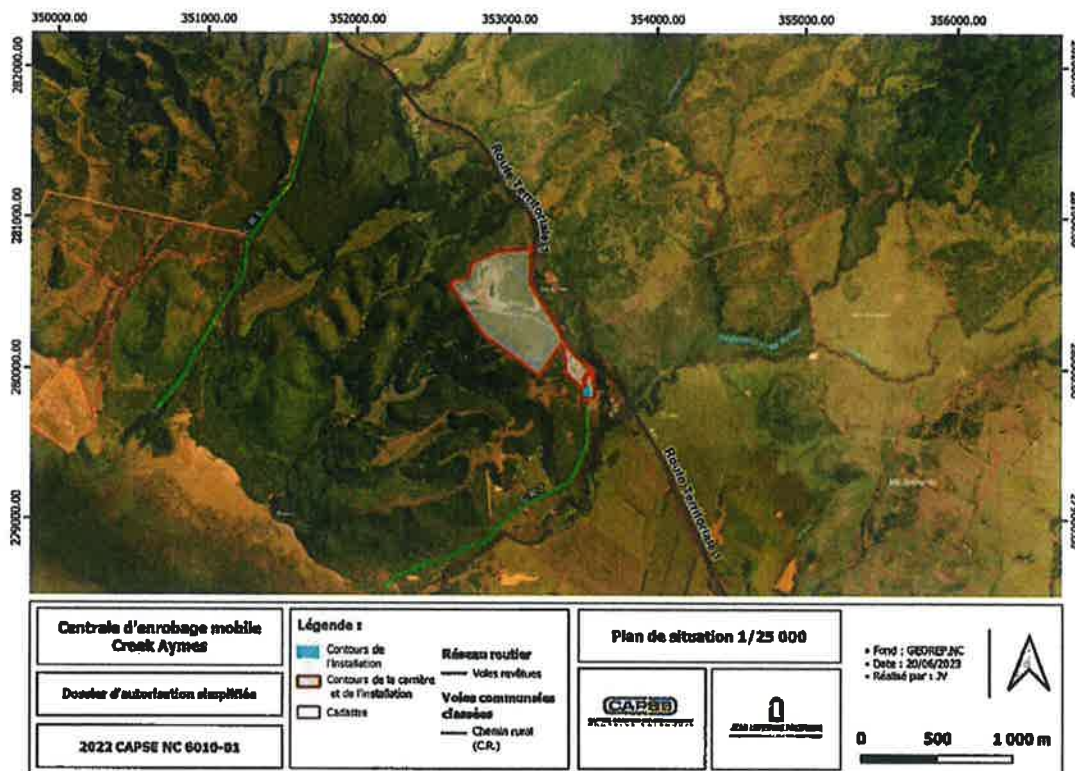 350000.00 351000.00 352000.00 353000.00 354000.00 355000.00 356000.00
282000.00
281000.00
280000.00
279000.00
Route Territoriale
Route Territoriale
Centrale d'enrobage mobile
Creek Aymes
Dossier d'autorisation simplifiée
2022 CAPSE NC 6010-01
Légende :
Contours de
l'installation
Contours de la carrière
et de l'installation
Cadastre
Réseau routier
Voies revêtues
Voies communales
classées
Chemin rural
(C.R.)
Plan de situation 1/25 000
CAPSE
• Fond : GEOREP.NC
• Date : 20/06/2023
• Réalisé par : JV
0 500 1 000 m